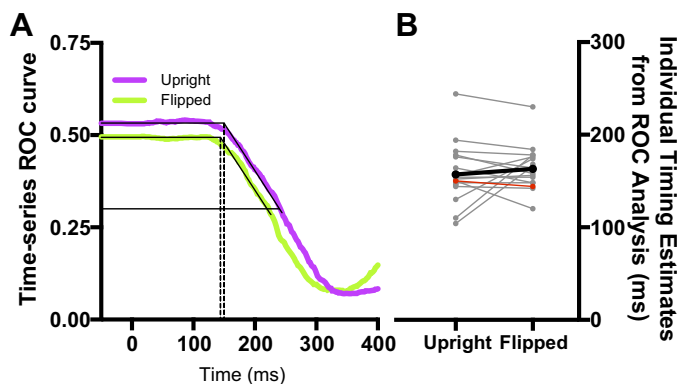 A
B
Time-series ROC curve
0.75
0.50
0.25
0.00
Upright
Flipped
0
100
200
300
400
Time (ms)
300
200
100
0
Upright Flipped
Individual Timing Estimates
from ROC Analysis (ms)